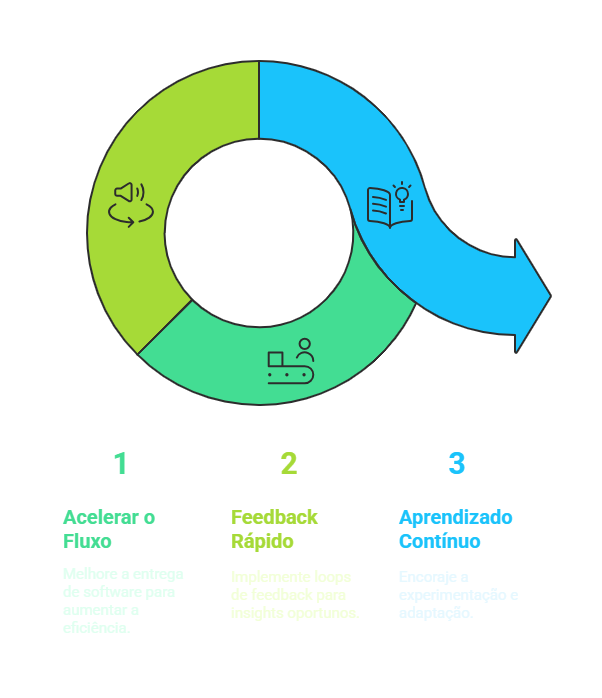 1
Acelerar o
Fluxo
Melhore a entrega
de software para
aumentar a
eficiência.
2
Feedback
Rápido
Implemente loops
de feedback para
insights oportunos.
3
Aprendizado
Contínuo
Encoraje a
experimentação e
adaptação.